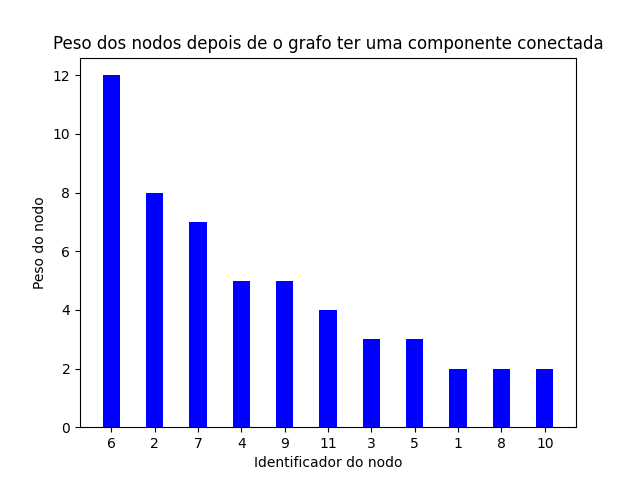 Peso dos nodos depois de o grafo ter uma componente conectada
12
10
8
6
4
2
0
Peso do nodo
6 2 7 4 9 11 3 5 1 8 10
Identificador do nodo